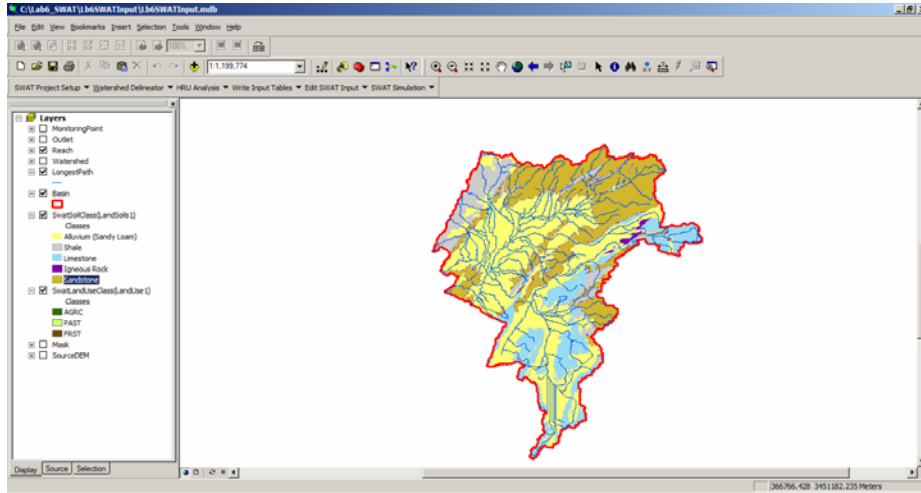 C:\Lab6_SWAT\Lb6SWATInput\Lb6SWATInput.mdb
File Edit View Bookmarks Insert Selection Tools Window Help
100%
1:1,199,774
SWAT Project Setup Watershed Delineator HRU Analysis Write Input Tables Edit SWAT Input SWAT Simulation
Layers
MonitoringPoint
Outlet
Reach
Watershed
LongestPath
Basin
SwatSoilClass(LandSoils1)
Classes
Alluvium (Sandy Loam)
Shale
Limestone
Igneous Rock
Sandstone
SwatLandUseClass(LandUse1)
Classes
AGRC
PAST
FRST
Mask
SourceDEM
Display Source Selection
366766.428 3451182.235 Meters